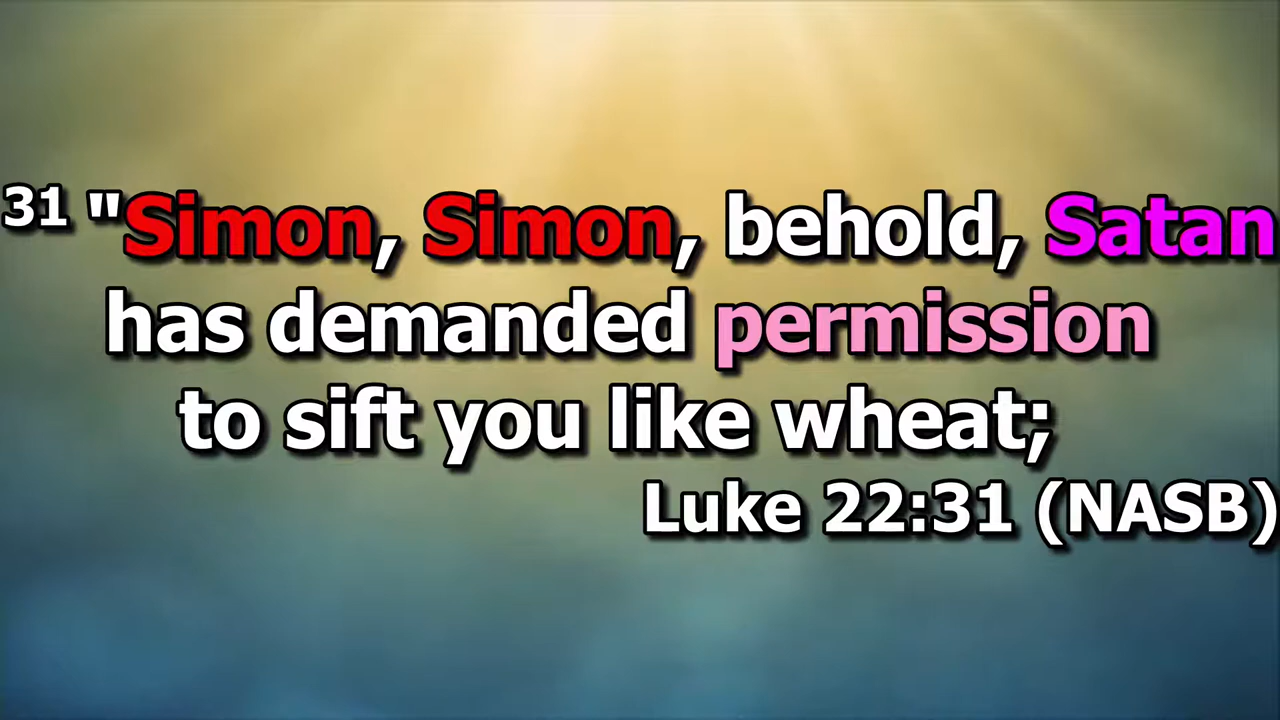 31 "Simon, Simon, behold, Satan
has demanded permission
to sift you like wheat;
Luke 22:31 (NASB)